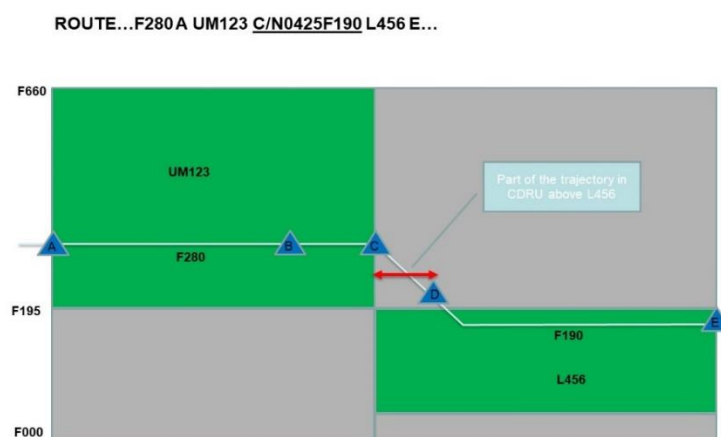 ROUTE...F280 A UM123 C/N0425F190 L456 E...
F660
UM123
Part of the trajectory in
CDRU above L456
A
B
C
F280
D
F195
E
F190
L456
F000